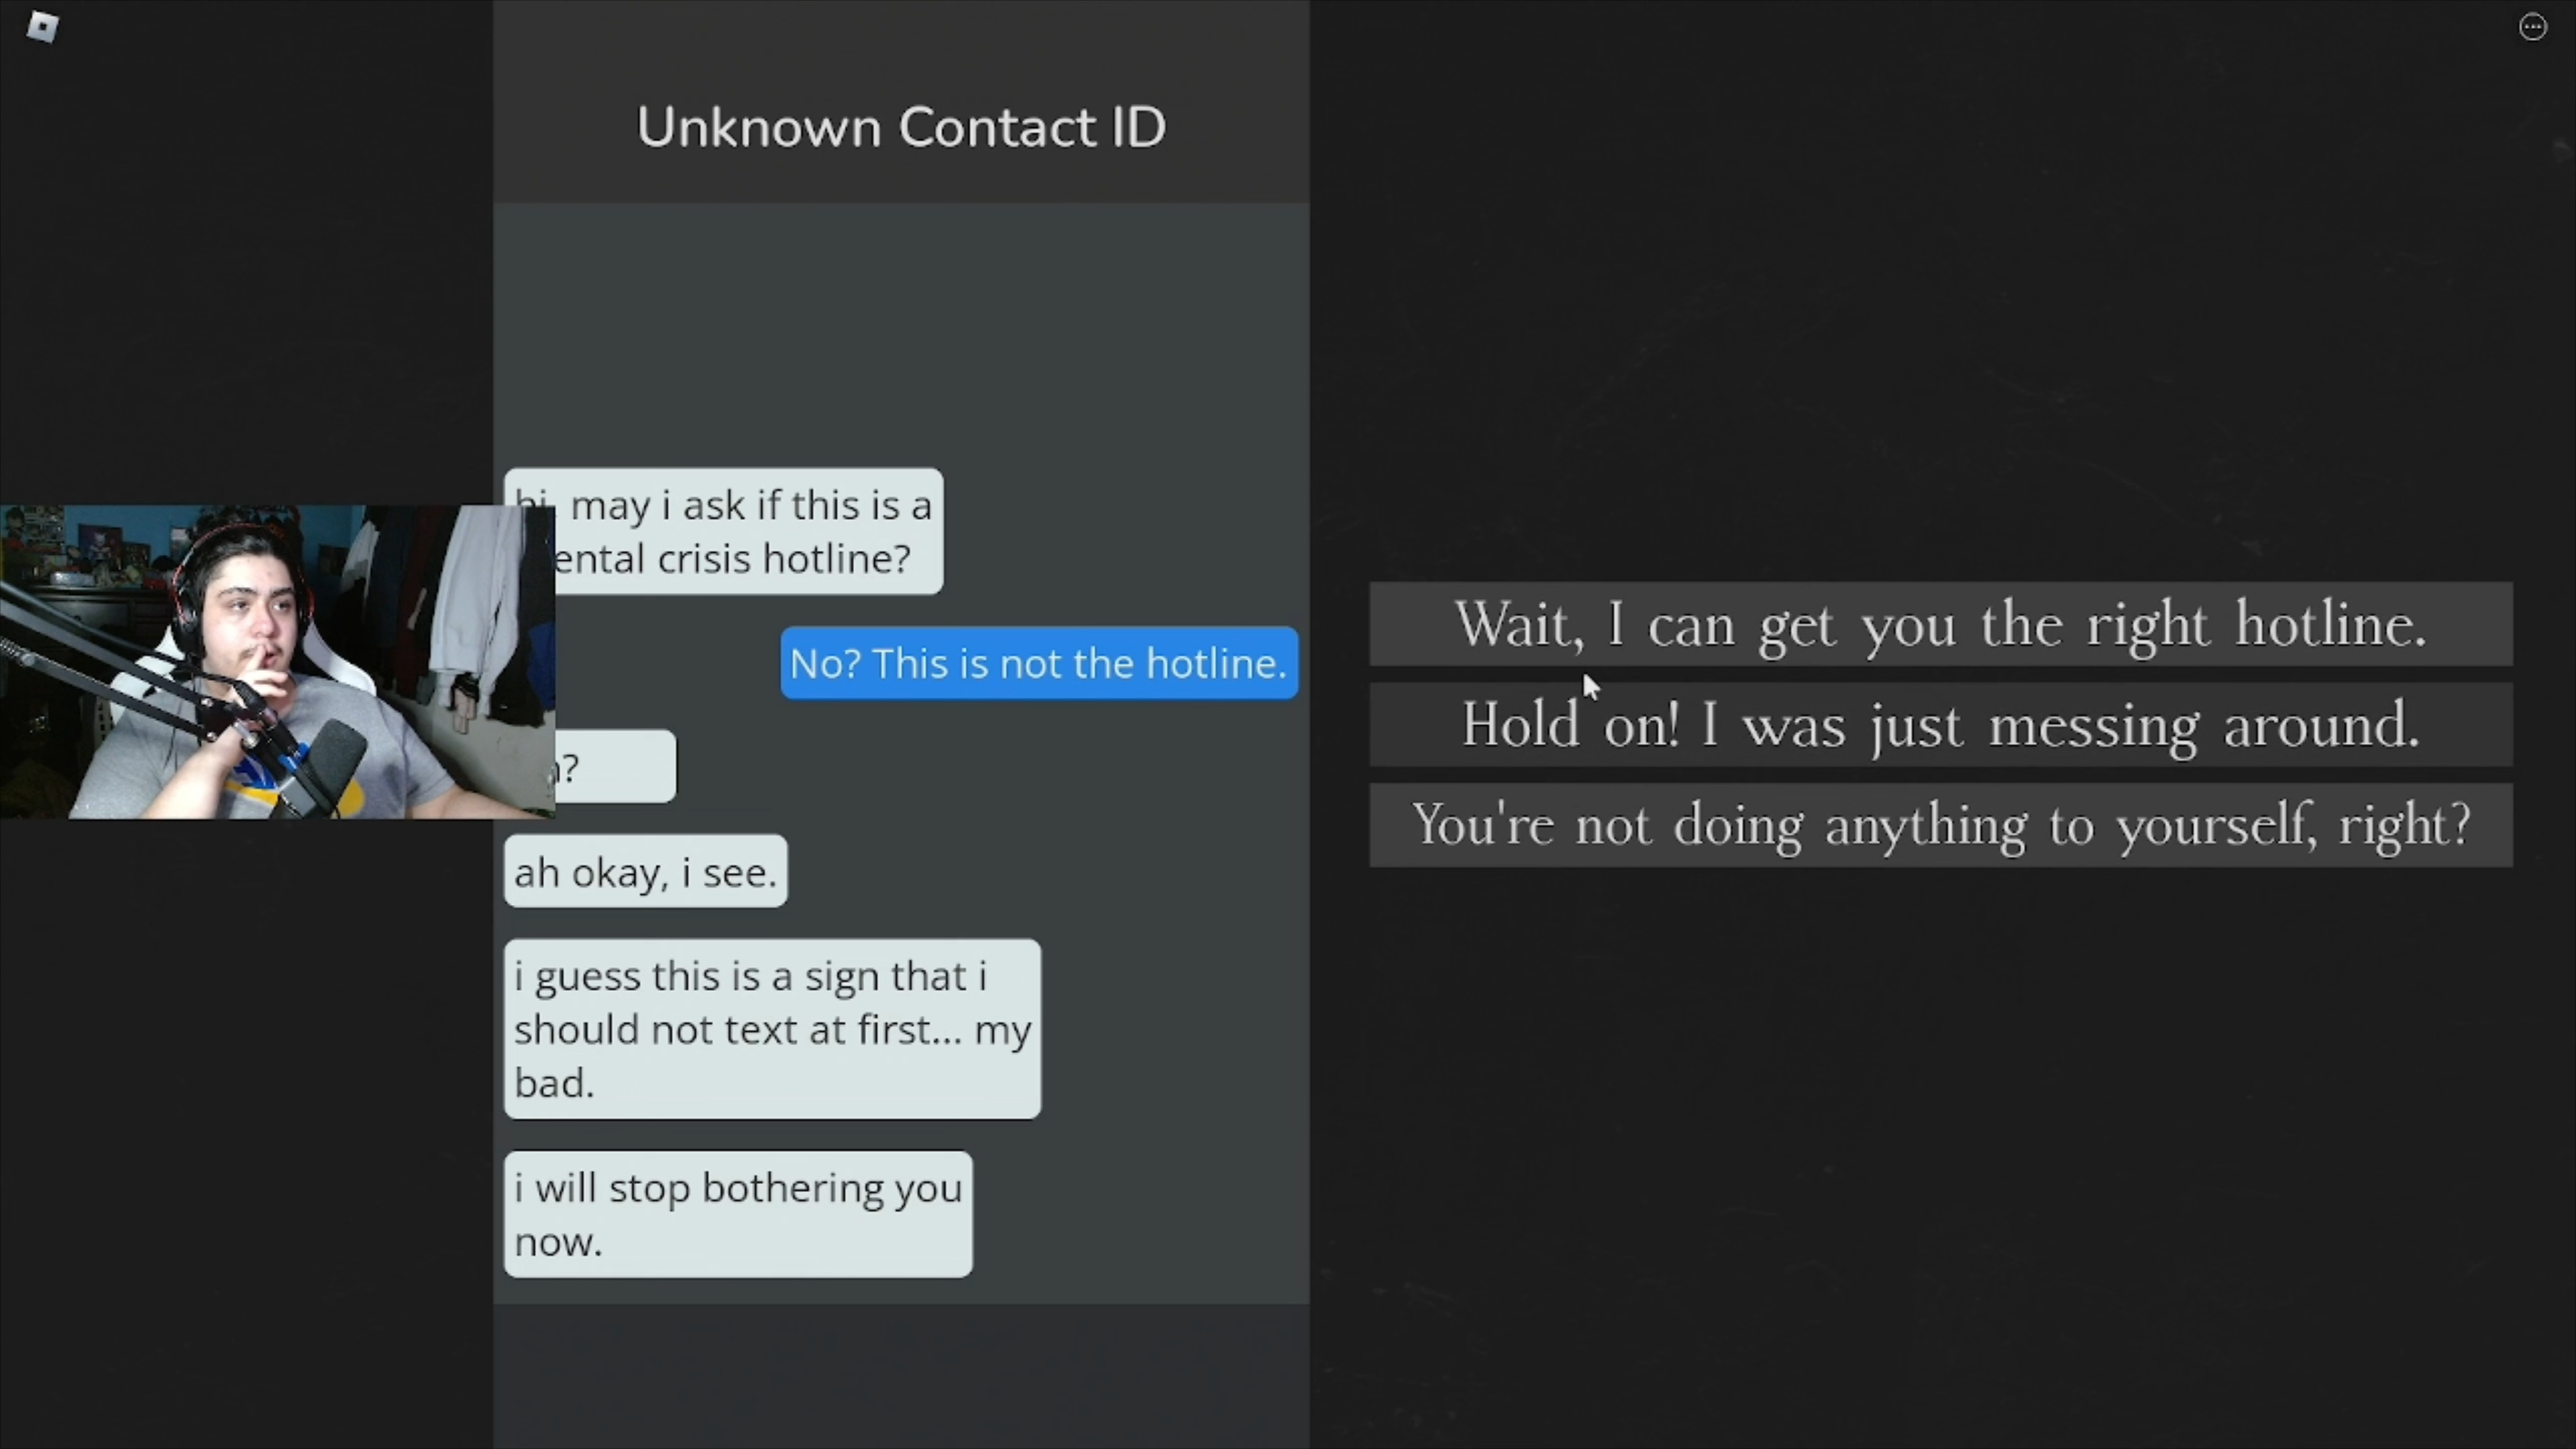 Unknown Contact ID
may i ask if this is a
ental crisis hotline?
No? This is not the hotline.
?
ah okay, i see.
i guess this is a sign that i
should not text at first... my
bad.
i will stop bothering you
now.
Wait, I can get you the right hotline.
Hold on! I was just messing around.
You're not doing anything to yourself, right?